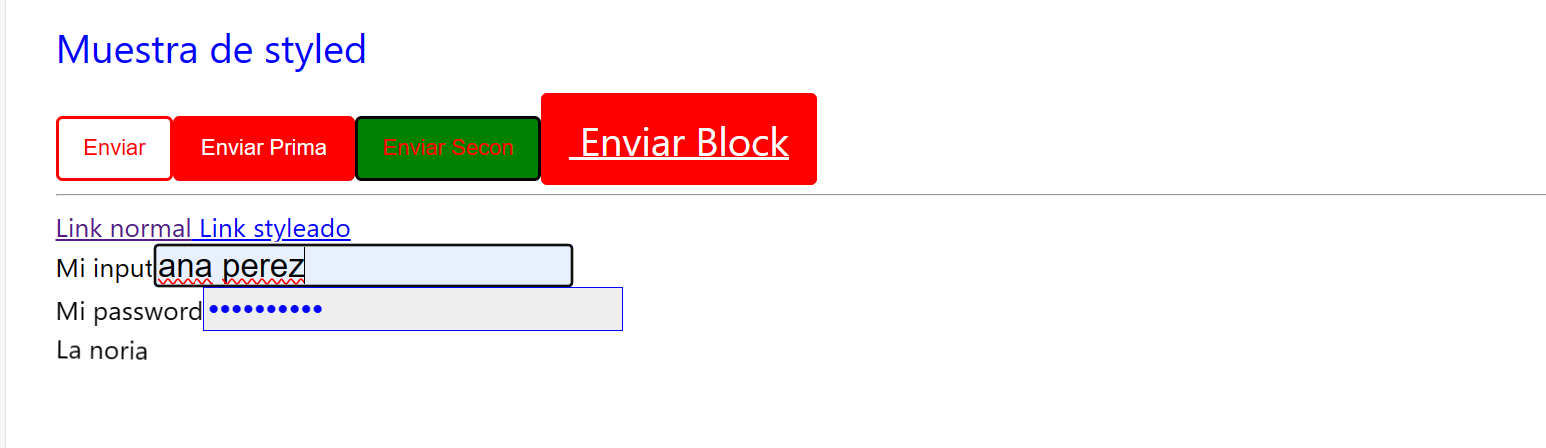 Muestra de styled
Enviar Enviar Prima Enviar Secon Enviar Block
Link normal Link styleado
Mi input ana perez
Mi password ••••••••••
La noria